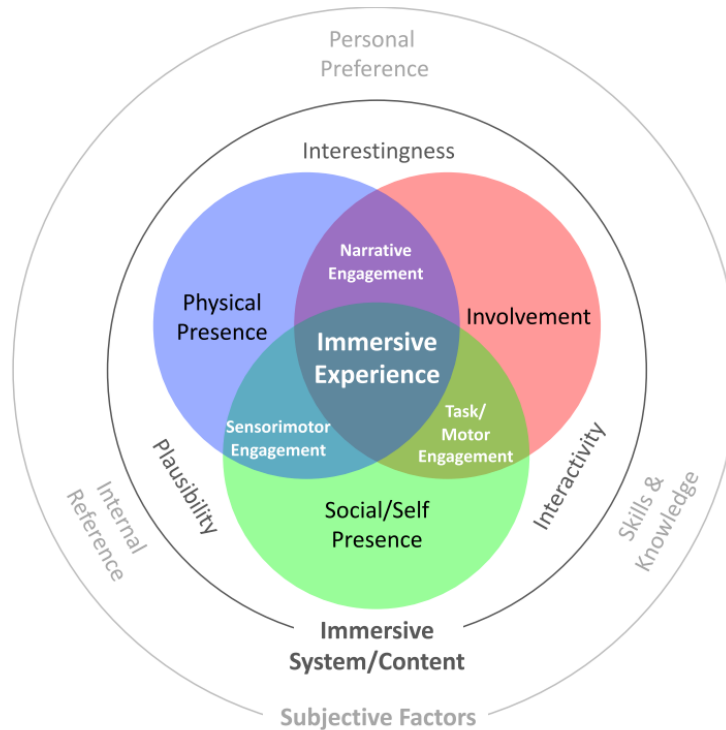 Personal
Preference
Interestingness
Narrative
Engagement
Physical
Presence
Involvement
Immersive
Experience
Sensorimotor
Engagement
Task/
Motor
Engagement
Plausibility
Interactivity
Internal
Reference
Skills &
Knowledge
Social/Self
Presence
Immersive
System/Content
Subjective Factors